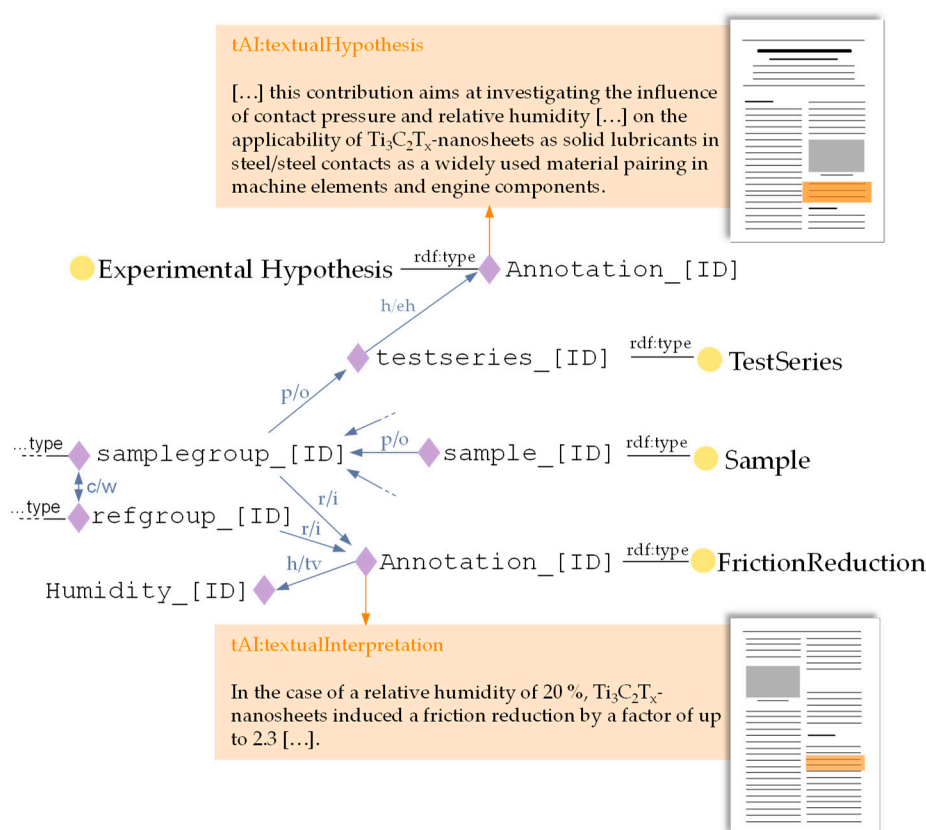 tAI:textualHypothesis
[…] this contribution aims at investigating the influence
of contact pressure and relative humidity […] on the
applicability of Ti₃C₂Tₓ-nanosheets as solid lubricants in
steel/steel contacts as a widely used material pairing in
machine elements and engine components.
Experimental Hypothesis rdf:type Annotation_[ID]
h/eh
testseries_[ID] rdf:type TestSeries
p/o
...type samplegroup_[ID] p/o sample_[ID] rdf:type Sample
c/w
r/i
...type refgroup_[ID]
r/i
Annotation_[ID] rdf:type FrictionReduction
h/tv
Humidity_[ID]
tAI:textualInterpretation
In the case of a relative humidity of 20 %, Ti₃C₂Tₓ-
nanosheets induced a friction reduction by a factor of up
to 2.3 […].